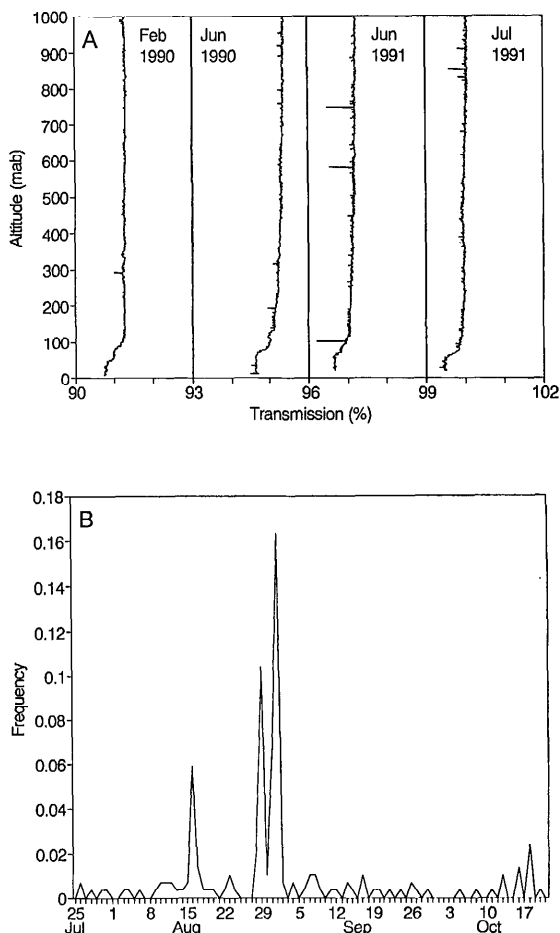 A
Feb 1990
Jun 1990
Jun 1991
Jul 1991
1000
900
800
700
600
500
400
300
200
100
0
Altitude (mab)
90 93 96 99 102
Transmission (%)
B
0.18
0.16
0.14
0.12
0.1
0.08
0.06
0.04
0.02
0
Frequency
25 1 8 15 22 29 5 12 19 26 3 10 17
Jul Aug Sep Oct